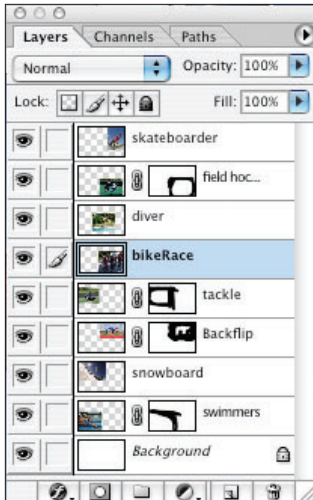 Layers Channels Paths
Normal Opacity: 100%
Lock: Fill: 100%
skateboarder
field hoc...
diver
bikeRace
tackle
Backflip
snowboard
swimmers
Background